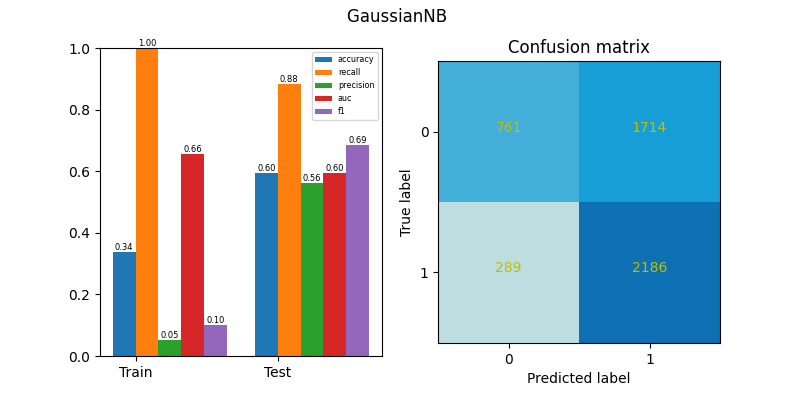 GaussianNB
1.0
0.8
0.6
0.4
0.2
0.0
0.34
1.00
0.05
0.66
0.10
0.60
0.88
0.56
0.60
0.69
accuracy
recall
precision
auc
f1
Train
Test
Confusion matrix
True label
0
1
761
1714
289
2186
0
1
Predicted label